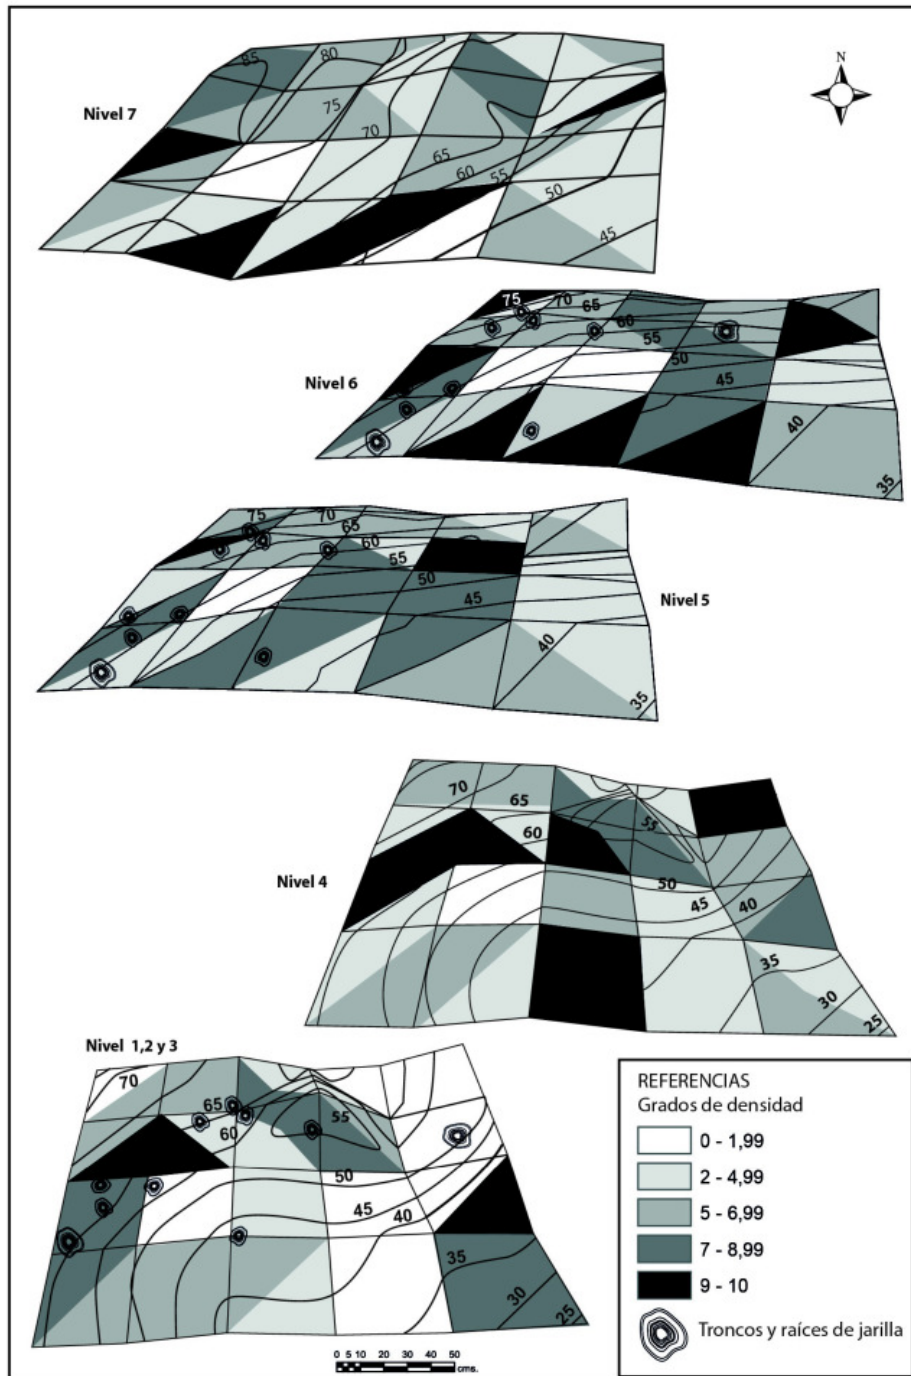 N
85
80
Nivel 7
75
70
65
60
55
50
45
75
70
65
60
55
50
Nivel 6
45
40
35
75
70
65
60
55
50
45
Nivel 5
40
35
70
65
60
55
Nivel 4
50
45
40
35
30
25
Nivel 1,2 y 3
70
65
60
55
50
45
40
35
30
25
REFERENCIAS
Grados de densidad
0 - 1,99
2 - 4,99
5 - 6,99
7 - 8,99
9 - 10
Troncos y raíces de jarilla
0 5 10 20 30 40 50
cms.